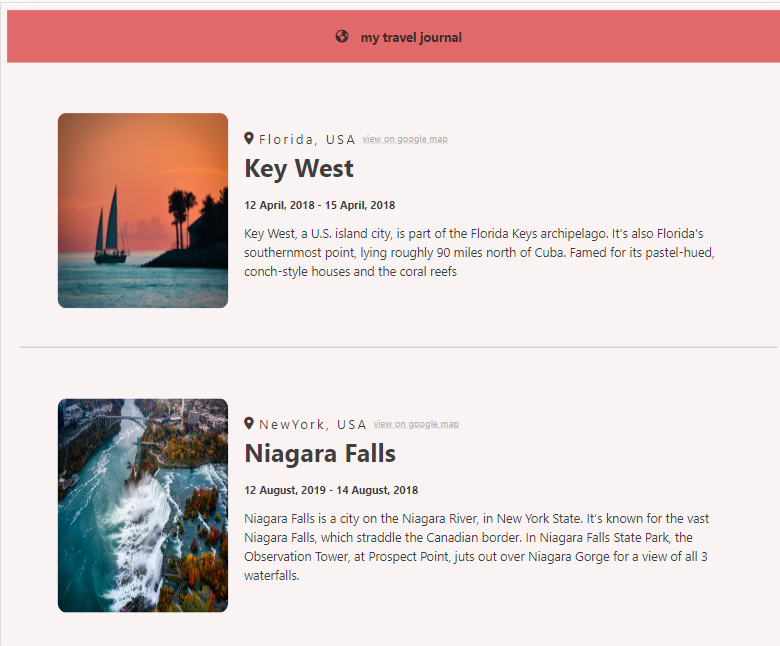 my travel journal
Florida, USA view on google map
Key West
12 April, 2018 - 15 April, 2018
Key West, a U.S. island city, is part of the Florida Keys archipelago. It's also Florida's
southernmost point, lying roughly 90 miles north of Cuba. Famed for its pastel-hued,
conch-style houses and the coral reefs
NewYork, USA view on google map
Niagara Falls
12 August, 2019 - 14 August, 2018
Niagara Falls is a city on the Niagara River, in New York State. It's known for the vast
Niagara Falls, which straddle the Canadian border. In Niagara Falls State Park, the
Observation Tower, at Prospect Point, juts out over Niagara Gorge for a view of all 3
waterfalls.